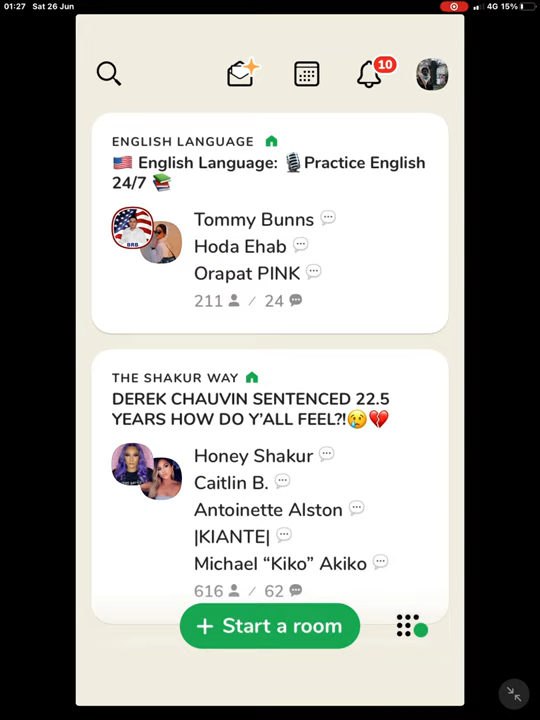 01:27 Sat 26 Jun 4G 15%
10
ENGLISH LANGUAGE
🇺🇸 English Language: 🎙️Practice English
24/7 📚
BRB
Tommy Bunns
Hoda Ehab
Orapat PINK
211 / 24
THE SHAKUR WAY
DEREK CHAUVIN SENTENCED 22.5
YEARS HOW DO Y'ALL FEEL?!😢💔
Honey Shakur
Caitlin B.
Antoinette Alston
|KIANTE|
Michael “Kiko” Akiko
616 / 62
+ Start a room